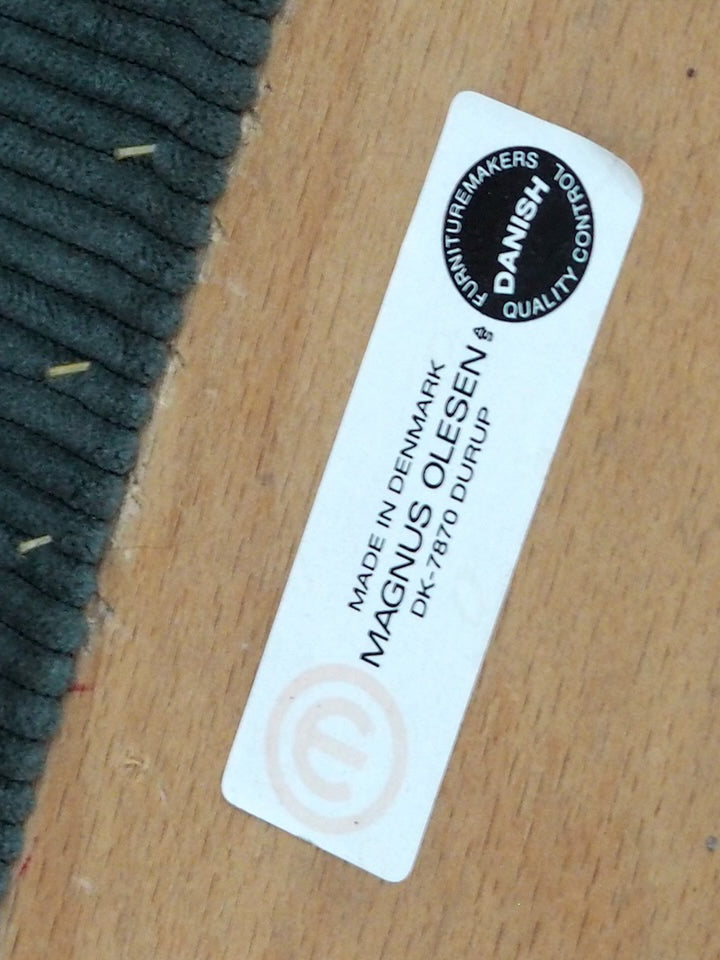 FURNITUREMAKERS
DANISH
QUALITY CONTROL
MADE IN DENMARK
MAGNUS OLESEN
DK-7870 DURUP